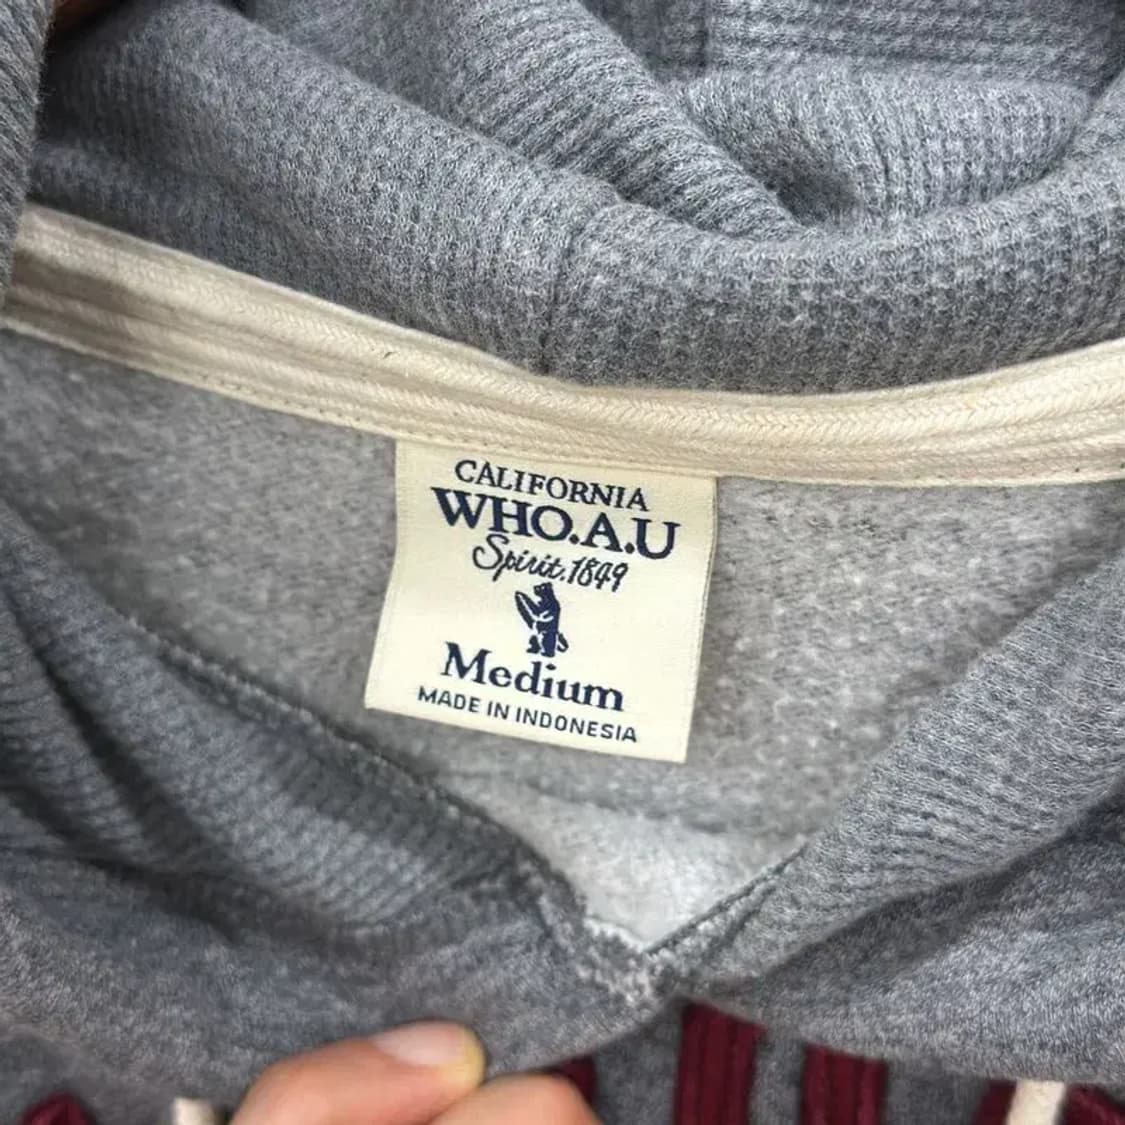 CALIFORNIA
WHO.A.U
Spirit.1849
Medium
MADE IN INDONESIA